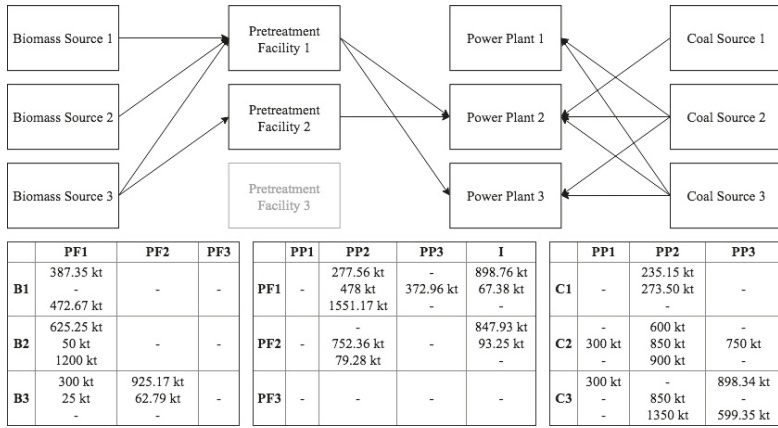 Biomass Source 1
Pretreatment
Facility 1
Power Plant 1
Coal Source 1
Biomass Source 2
Pretreatment
Facility 2
Power Plant 2
Coal Source 2
Biomass Source 3
Pretreatment
Facility 3
Power Plant 3
Coal Source 3
PF1 PF2 PF3
B1
387.35 kt
- - -
472.67 kt
B2
625.25 kt
50 kt - -
1200 kt
B3
300 kt 925.17 kt
25 kt 62.79 kt -
- -
PP1 PP2 PP3 I
PF1
277.56 kt - 898.76 kt
- 478 kt 372.96 kt 67.38 kt
1551.17 kt - -
PF2
- 847.93 kt
- 752.36 kt - 93.25 kt
79.28 kt -
PF3 - - - -
PP1 PP2 PP3
C1
235.15 kt
- 273.50 kt -
-
C2
- 600 kt -
300 kt 850 kt 750 kt
- 900 kt -
C3
300 kt - 898.34 kt
- 850 kt -
- 1350 kt 599.35 kt